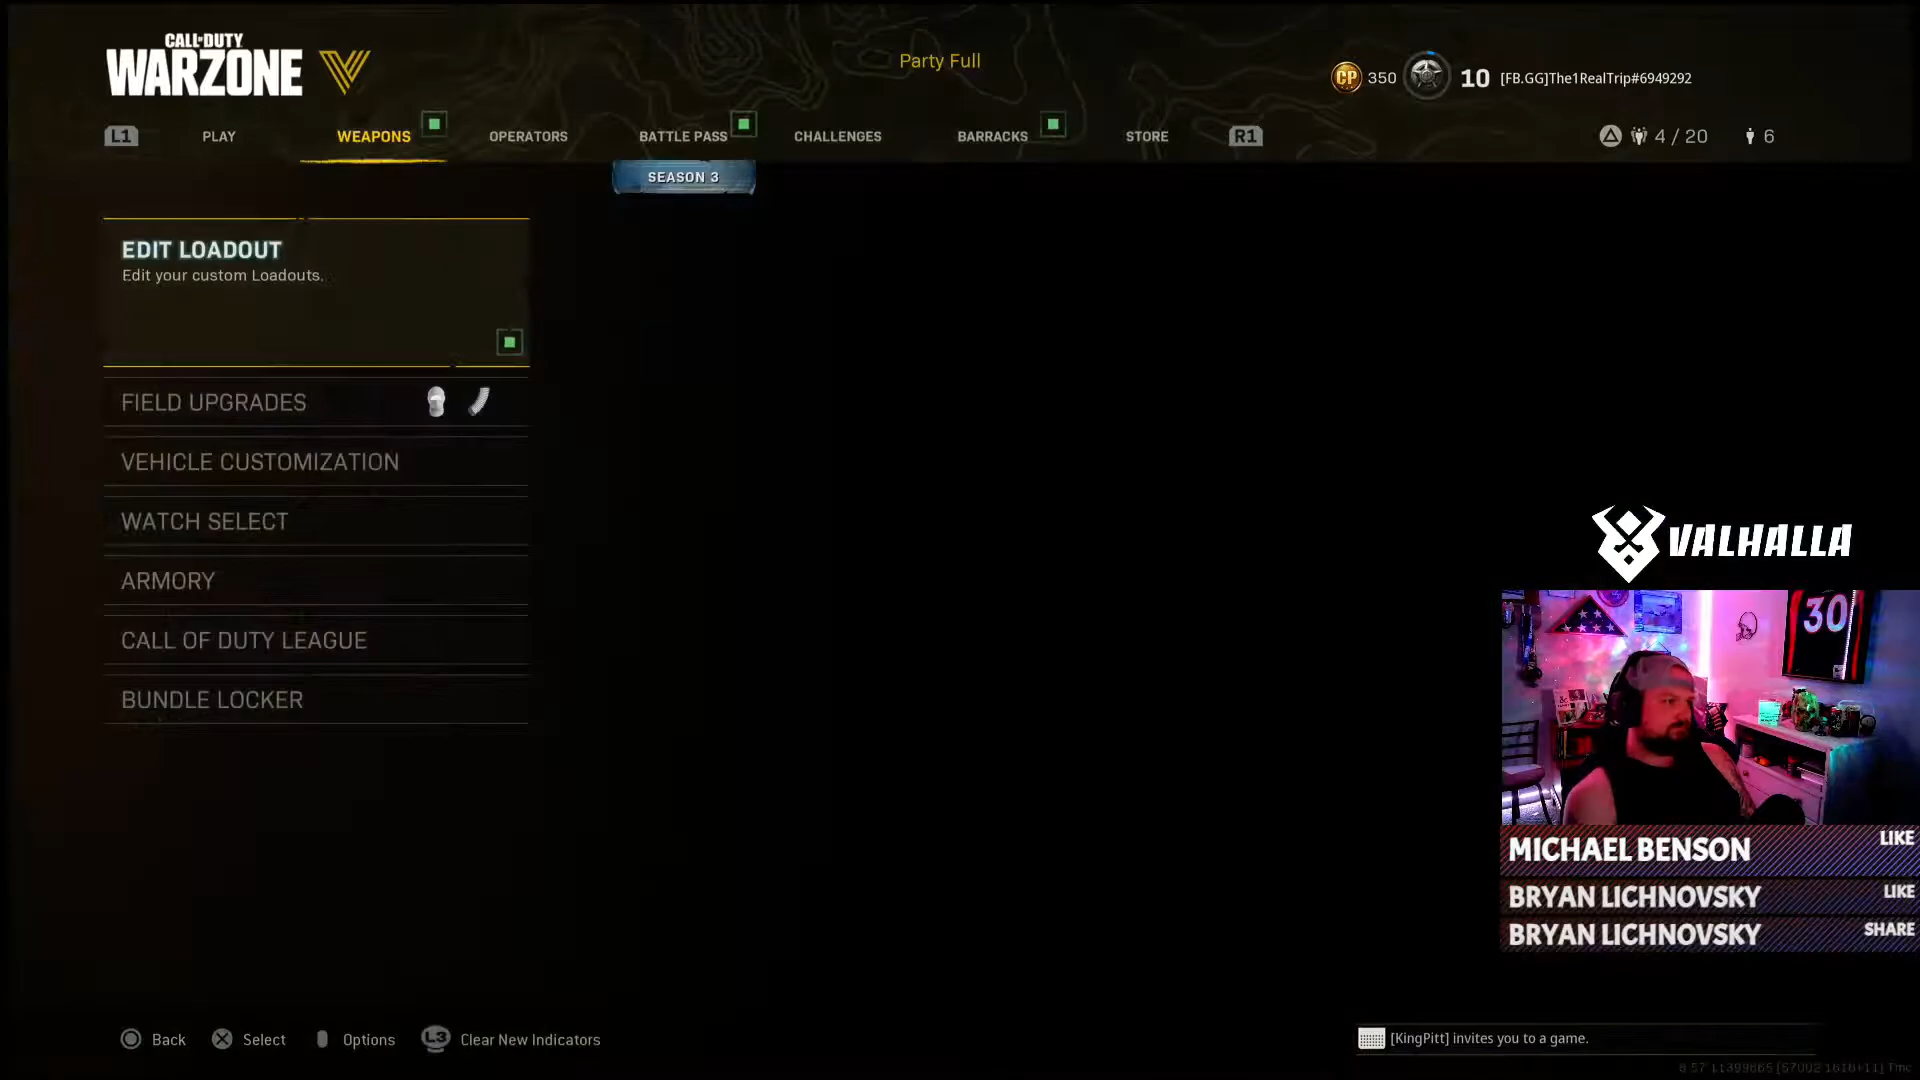 CALL OF DUTY
WARZONE
Party Full
CP 350
10 [FB.GG]The1RealTrip#6949292
L1 PLAY WEAPONS OPERATORS BATTLE PASS CHALLENGES BARRACKS STORE R1
4 / 20 6
SEASON 3
EDIT LOADOUT
Edit your custom Loadouts.
FIELD UPGRADES
VEHICLE CUSTOMIZATION
WATCH SELECT
ARMORY
CALL OF DUTY LEAGUE
BUNDLE LOCKER
VALHALLA
30
MICHAEL BENSON LIKE
BRYAN LICHNOVSKY LIKE
BRYAN LICHNOVSKY SHARE
Back Select Options L3 Clear New Indicators
[KingPitt] invites you to a game.